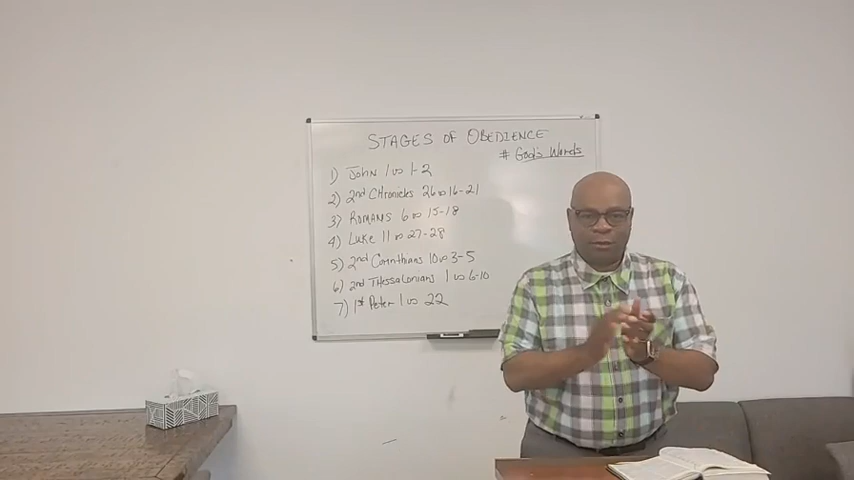 STAGES OF OBEDIENCE
# God's Words
1) John 1 vs 1-2
2) 2nd Chronicles 26 vs 16-21
3) Romans 6 vs 15-18
4) Luke 11 vs 27-28
5) 2nd Corinthians 10 vs 3-5
6) 2nd Thessalonians 1 vs 6-10
7) 1st Peter 1 vs 22